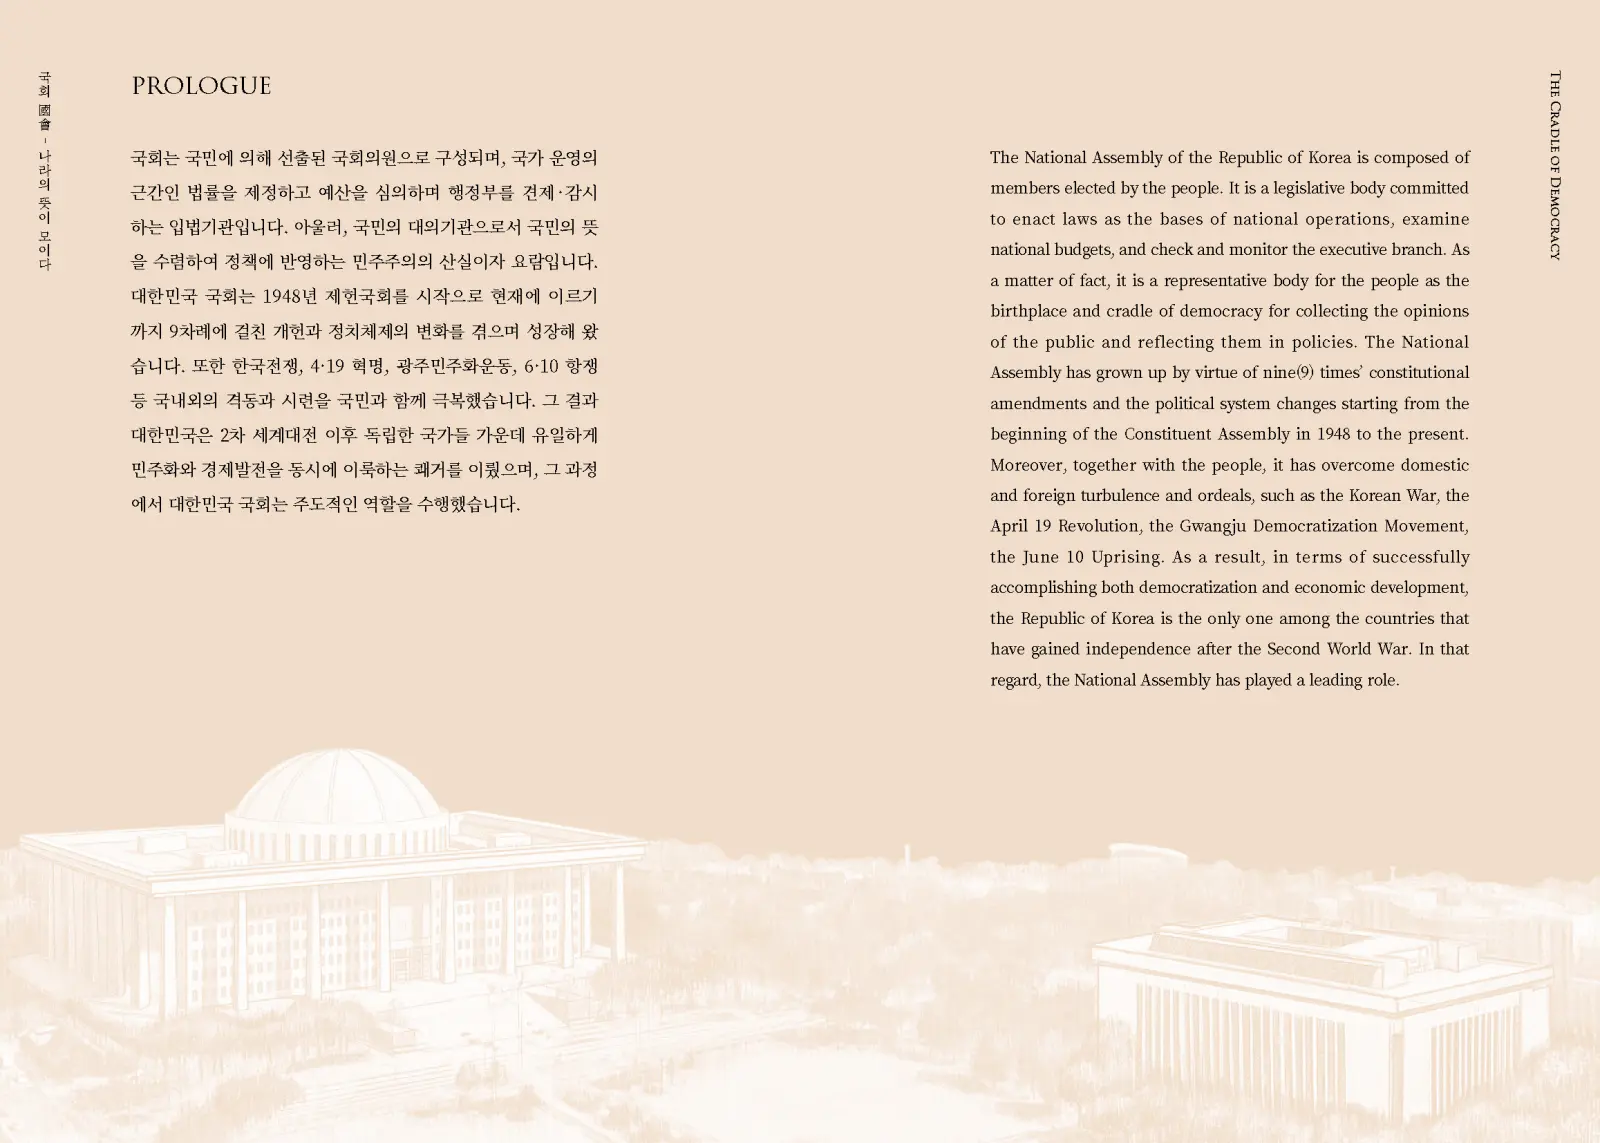 국회 國會 - 나라의 뜻이 모이다
PROLOGUE
국회는 국민에 의해 선출된 국회의원으로 구성되며, 국가 운영의
근간인 법률을 제정하고 예산을 심의하며 행정부를 견제·감시
하는 입법기관입니다. 아울러, 국민의 대의기관으로서 국민의 뜻
을 수렴하여 정책에 반영하는 민주주의의 산실이자 요람입니다.
대한민국 국회는 1948년 제헌국회를 시작으로 현재에 이르기
까지 9차례에 걸친 개헌과 정치체제의 변화를 겪으며 성장해 왔
습니다. 또한 한국전쟁, 4·19 혁명, 광주민주화운동, 6·10 항쟁
등 국내외의 격동과 시련을 국민과 함께 극복했습니다. 그 결과
대한민국은 2차 세계대전 이후 독립한 국가들 가운데 유일하게
민주화와 경제발전을 동시에 이룩하는 쾌거를 이뤘으며, 그 과정
에서 대한민국 국회는 주도적인 역할을 수행했습니다.
The National Assembly of the Republic of Korea is composed of
members elected by the people. It is a legislative body committed
to enact laws as the bases of national operations, examine
national budgets, and check and monitor the executive branch. As
a matter of fact, it is a representative body for the people as the
birthplace and cradle of democracy for collecting the opinions
of the public and reflecting them in policies. The National
Assembly has grown up by virtue of nine(9) times’ constitutional
amendments and the political system changes starting from the
beginning of the Constituent Assembly in 1948 to the present.
Moreover, together with the people, it has overcome domestic
and foreign turbulence and ordeals, such as the Korean War, the
April 19 Revolution, the Gwangju Democratization Movement,
the June 10 Uprising. As a result, in terms of successfully
accomplishing both democratization and economic development,
the Republic of Korea is the only one among the countries that
have gained independence after the Second World War. In that
regard, the National Assembly has played a leading role.
THE CRADLE OF DEMOCRACY